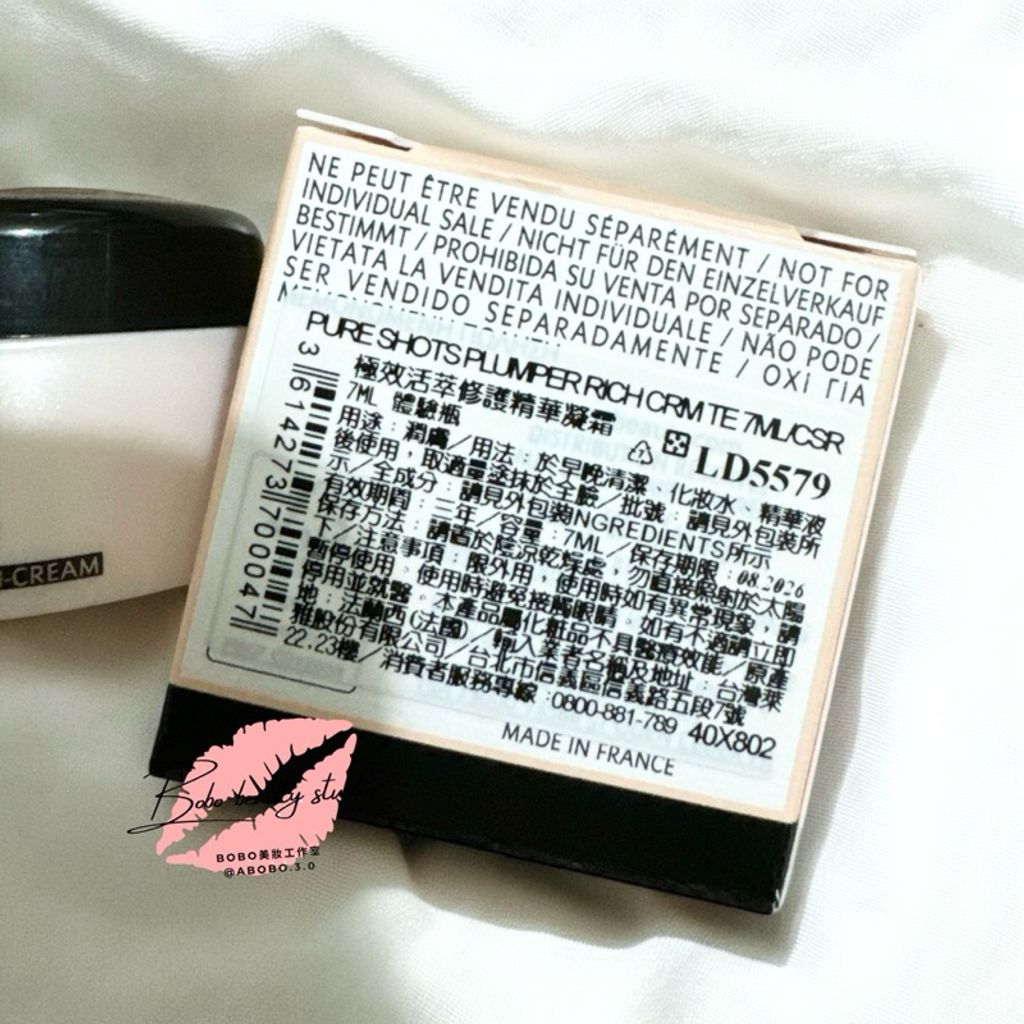 NE PEUT ÊTRE VENDU SÉPARÉMENT / NOT FOR
INDIVIDUAL SALE / NICHT FÜR DEN EINZELVERKAUF
BESTIMMT / PROHIBIDA SU VENTA POR SEPARADO /
VIETATA LA VENDITA INDIVIDUALE / NÃO PODE
SER VENDIDO SEPARADAMENTE / ΟΧΙ ΓΙΑ
PURE SHOTS PLUMPER RICH CRM TE 7ML/CSR
極效活萃修護精華凝霜
7ML 體驗瓶
LD5579
用途：潤膚／用法：於早晚清潔、化妝水、精華液
後使用，取適量塗抹於全臉／批號：請見外包裝所
示／全成分：請見外包裝INGREDIENTS所示
有效期間：三年／容量：7ML／保存期限：08.2026
保存方法：請置於陰涼乾燥處，勿直接照射於太陽
下／注意事項：限外用，使用時如有異常現象，請
暫停使用。使用時避免接觸眼睛。如有不適請立即
停用並就醫。本產品屬化粧品不具醫療效能／原產
地：法蘭西(法國)／輸入業者名稱及地址：台灣萊
雅股份有限公司／台北市信義區信義路五段7號
22.23樓／消費者服務專線：0800-881-789 40X802
3 614273 700047
MADE IN FRANCE
-CREAM
Bobo beauty stu
BOBO美妝工作室
@ABOBO.3.0